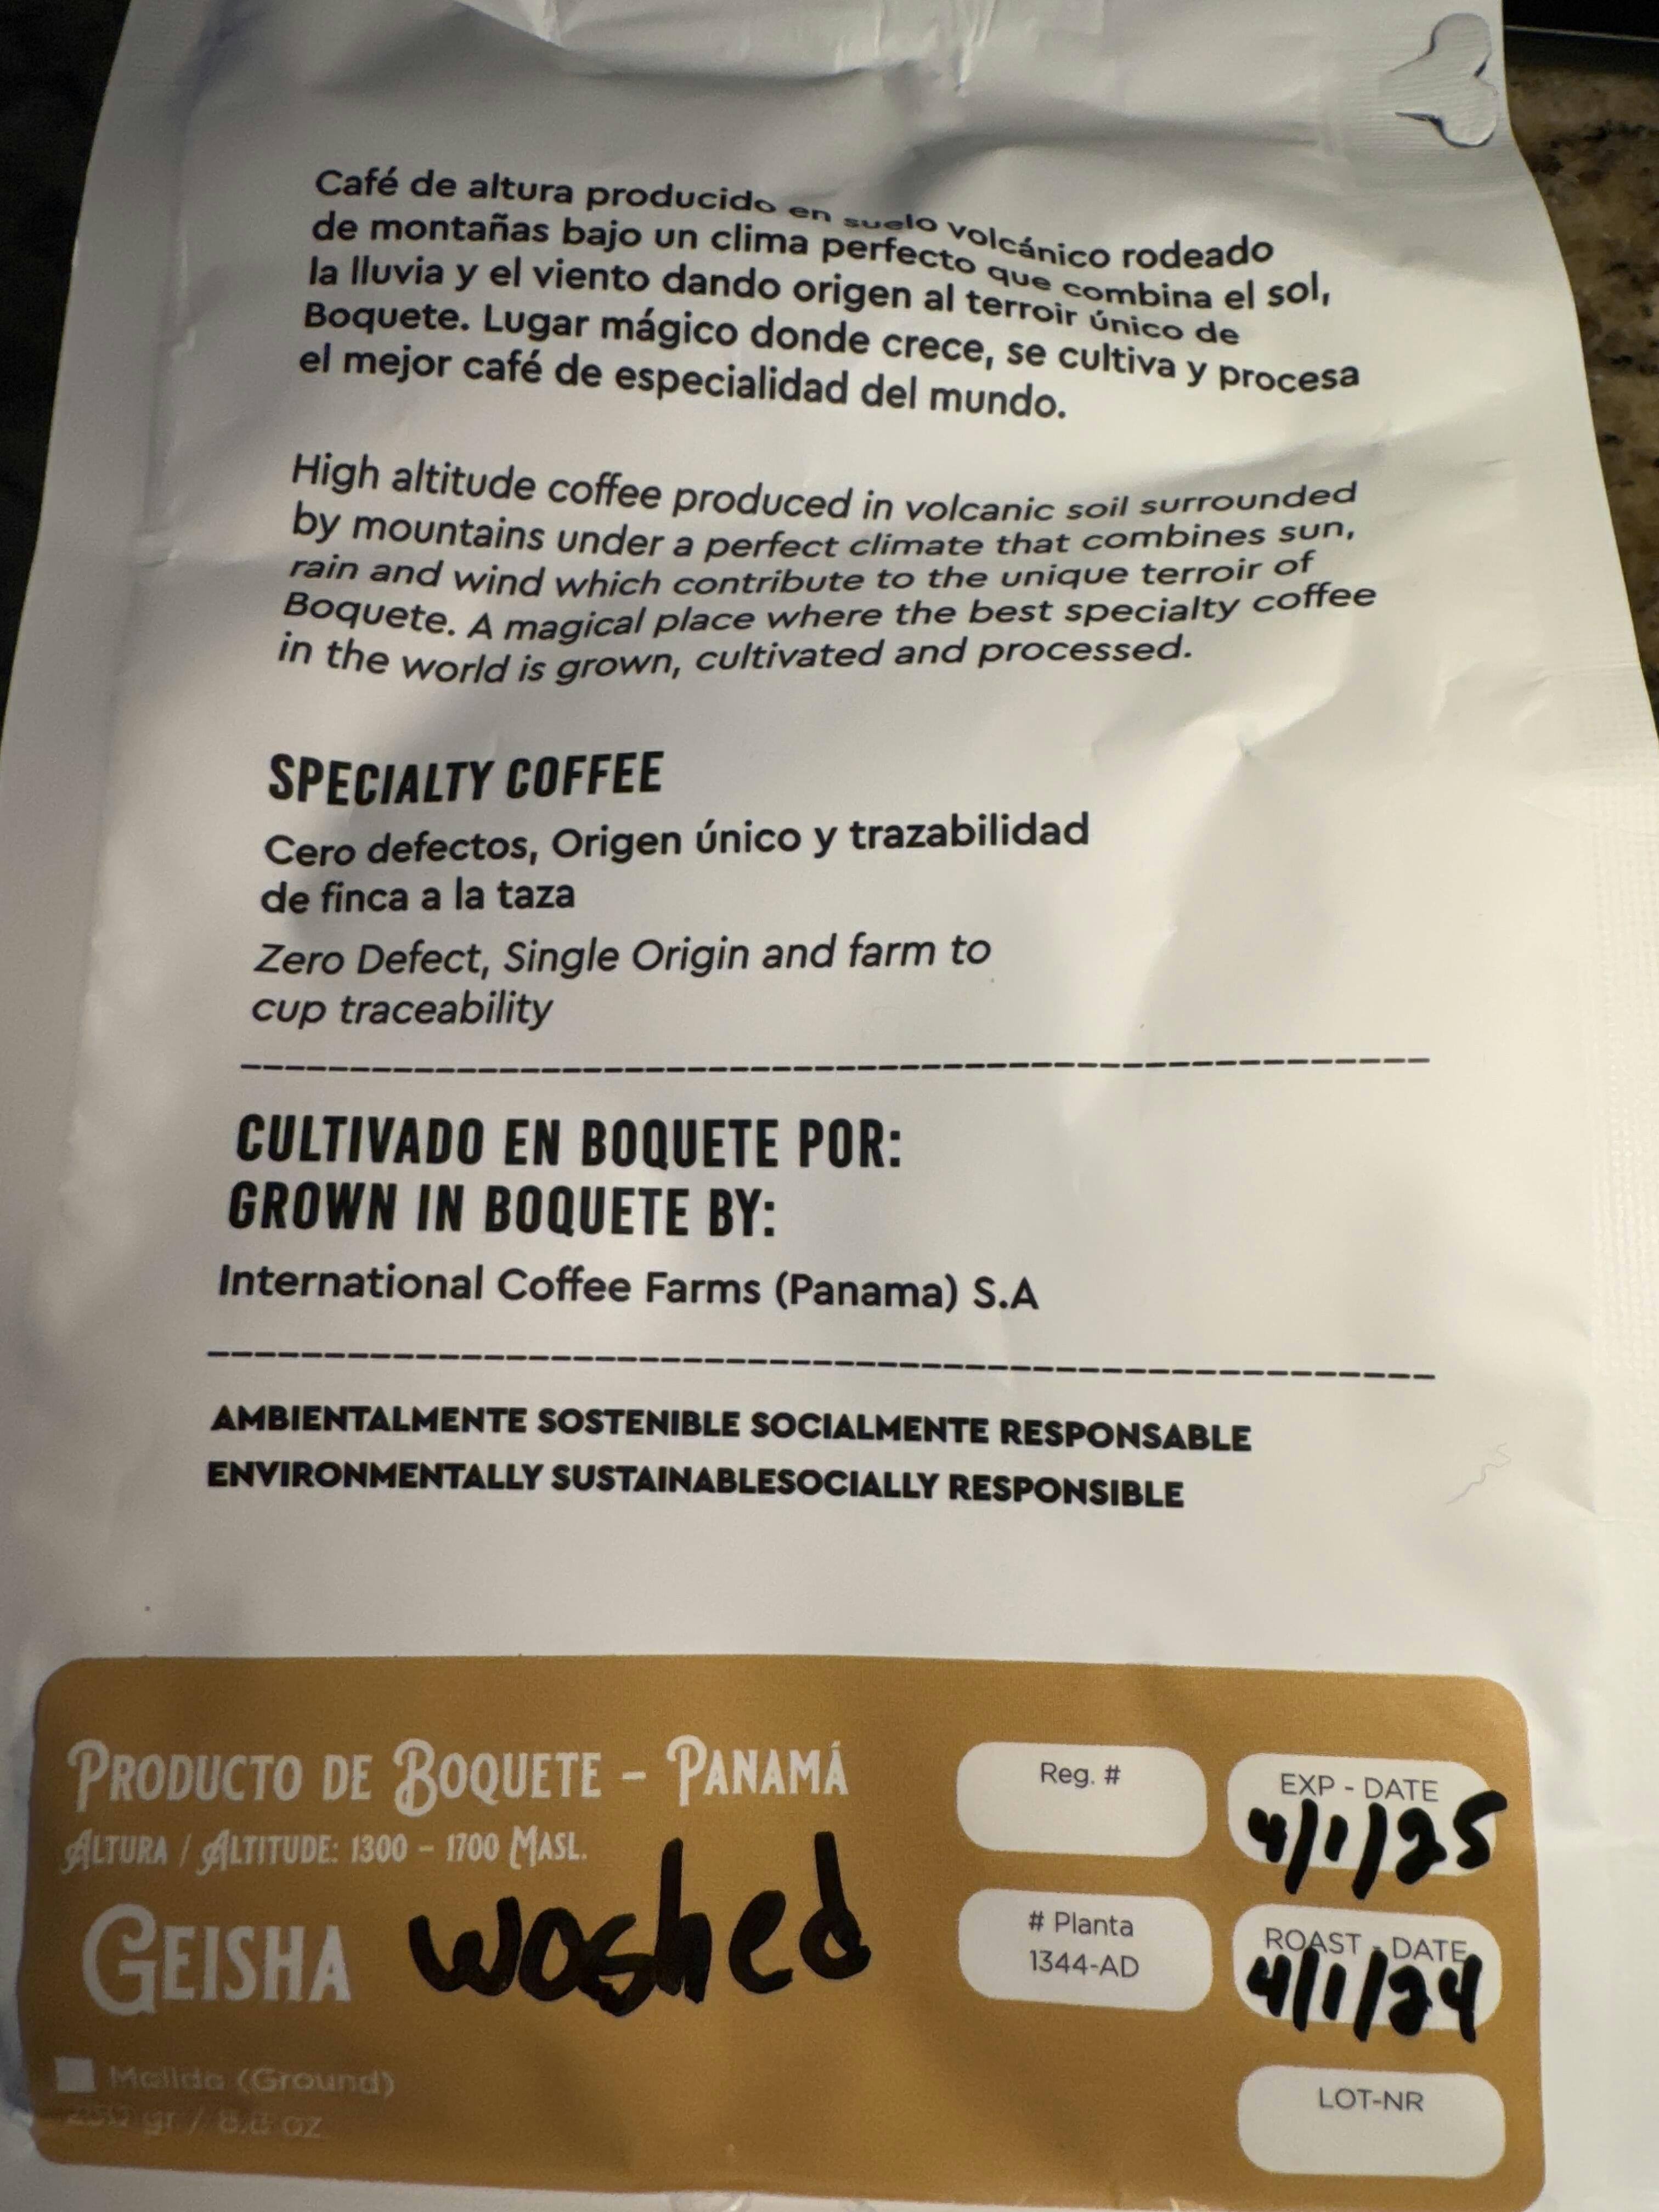 Café de altura producido en suelo volcánico rodeado
de montañas bajo un clima perfecto que combina el sol,
la lluvia y el viento dando origen al terroir único de
Boquete. Lugar mágico donde crece, se cultiva y procesa
el mejor café de especialidad del mundo.
High altitude coffee produced in volcanic soil surrounded
by mountains under a perfect climate that combines sun,
rain and wind which contribute to the unique terroir of
Boquete. A magical place where the best specialty coffee
in the world is grown, cultivated and processed.
SPECIALTY COFFEE
Cero defectos, Origen único y trazabilidad
de finca a la taza
Zero Defect, Single Origin and farm to
cup traceability
CULTIVADO EN BOQUETE POR:
GROWN IN BOQUETE BY:
International Coffee Farms (Panama) S.A
AMBIENTALMENTE SOSTENIBLE SOCIALMENTE RESPONSABLE
ENVIRONMENTALLY SUSTAINABLESOCIALLY RESPONSIBLE
PRODUCTO DE BOQUETE - PANAMÁ
ALTURA / ALTITUDE: 1300 - 1700 MASL.
GEISHA washed
Molido (Ground)
250 gr / 8.8 oz
Reg. #
EXP - DATE
4/1/25
# Planta
1344-AD
ROAST - DATE
4/1/24
LOT-NR